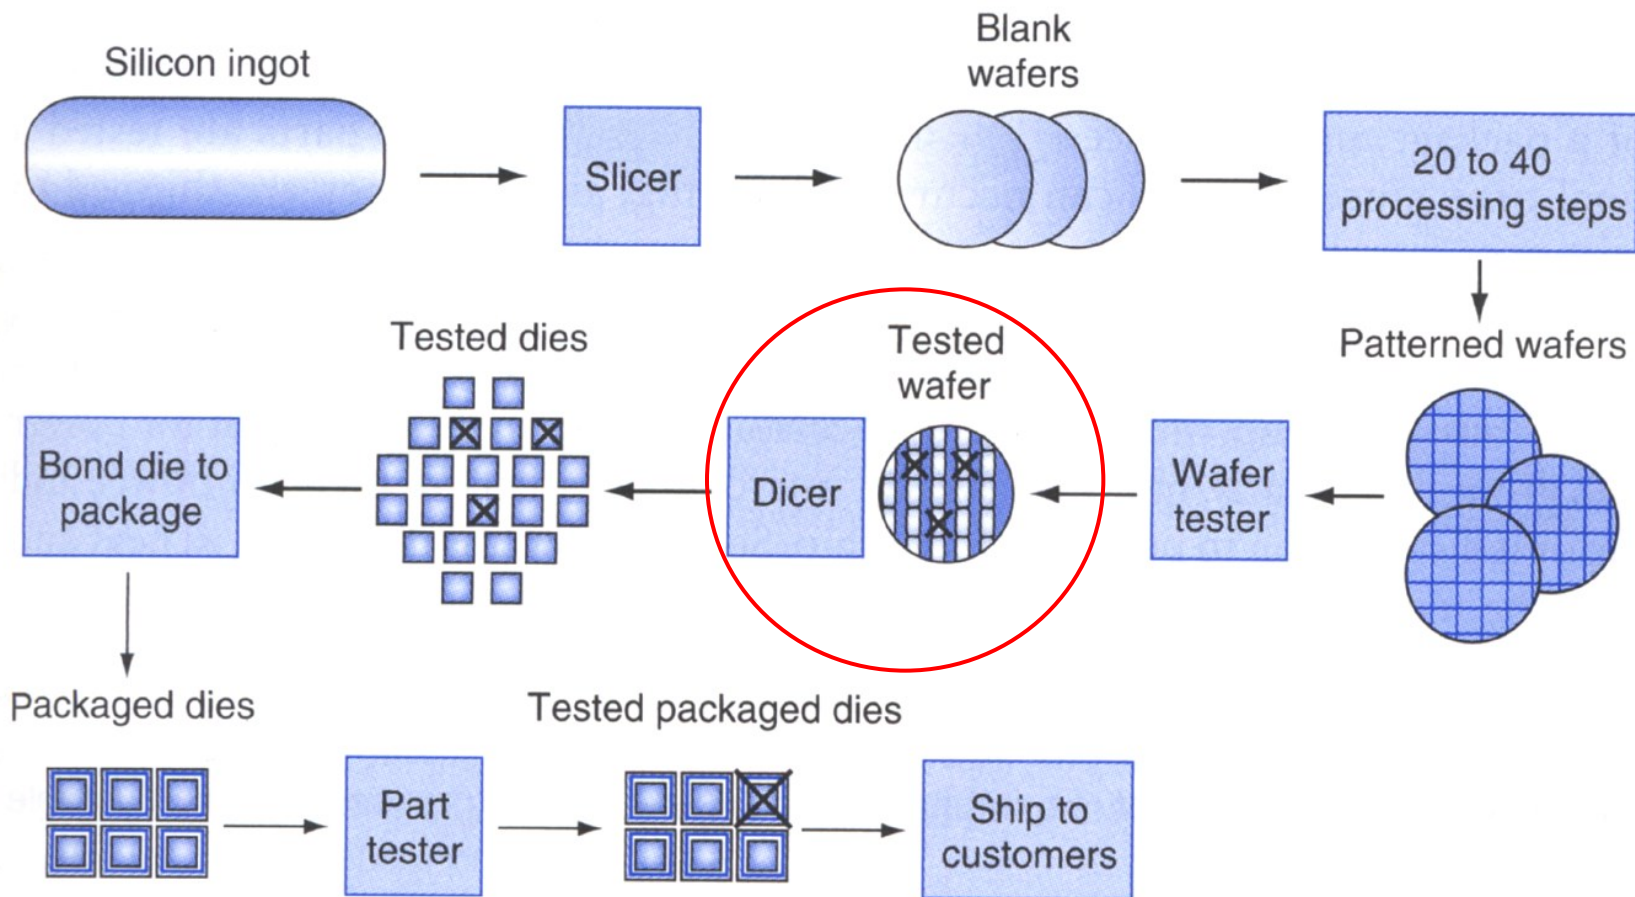 Silicon ingot
Slicer
Blank
wafers
20 to 40
processing steps
Patterned wafers
Wafer
tester
Tested
wafer
Dicer
Tested dies
Bond die to
package
Packaged dies
Part
tester
Tested packaged dies
Ship to
customers